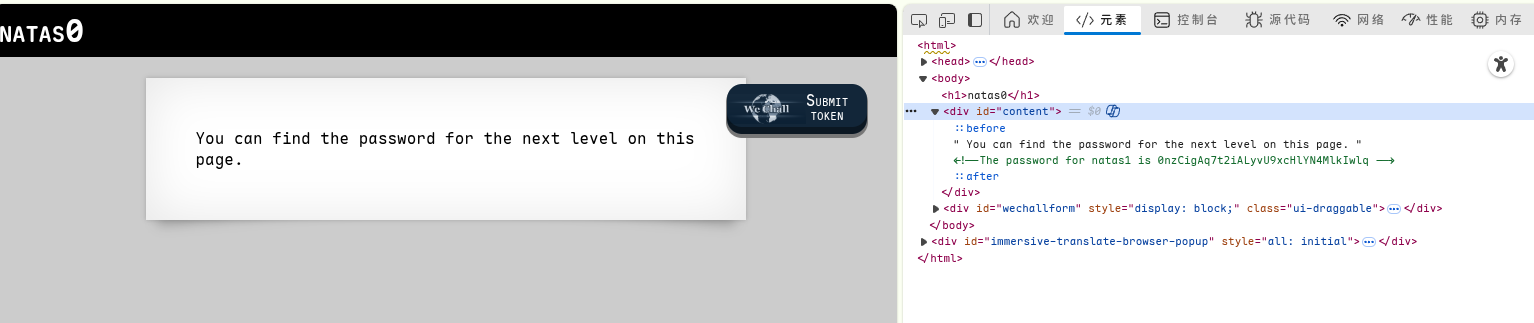 NATAS0
You can find the password for the next level on this
page.
We Chall
SUBMIT
TOKEN
欢迎
</> 元素
控制台
源代码
网络
性能
内存
<html>
<head> ••• </head>
<body>
<h1>natas0</h1>
••• <div id="content"> == $0
::before
" You can find the password for the next level on this page. "
<!--The password for natas1 is 0nzCigAq7t2iALyvU9xcHlYN4MlkIwlq -->
::after
</div>
<div id="wechallform" style="display: block;" class="ui-draggable"> ••• </div>
</body>
<div id="immersive-translate-browser-popup" style="all: initial"> ••• </div>
</html>